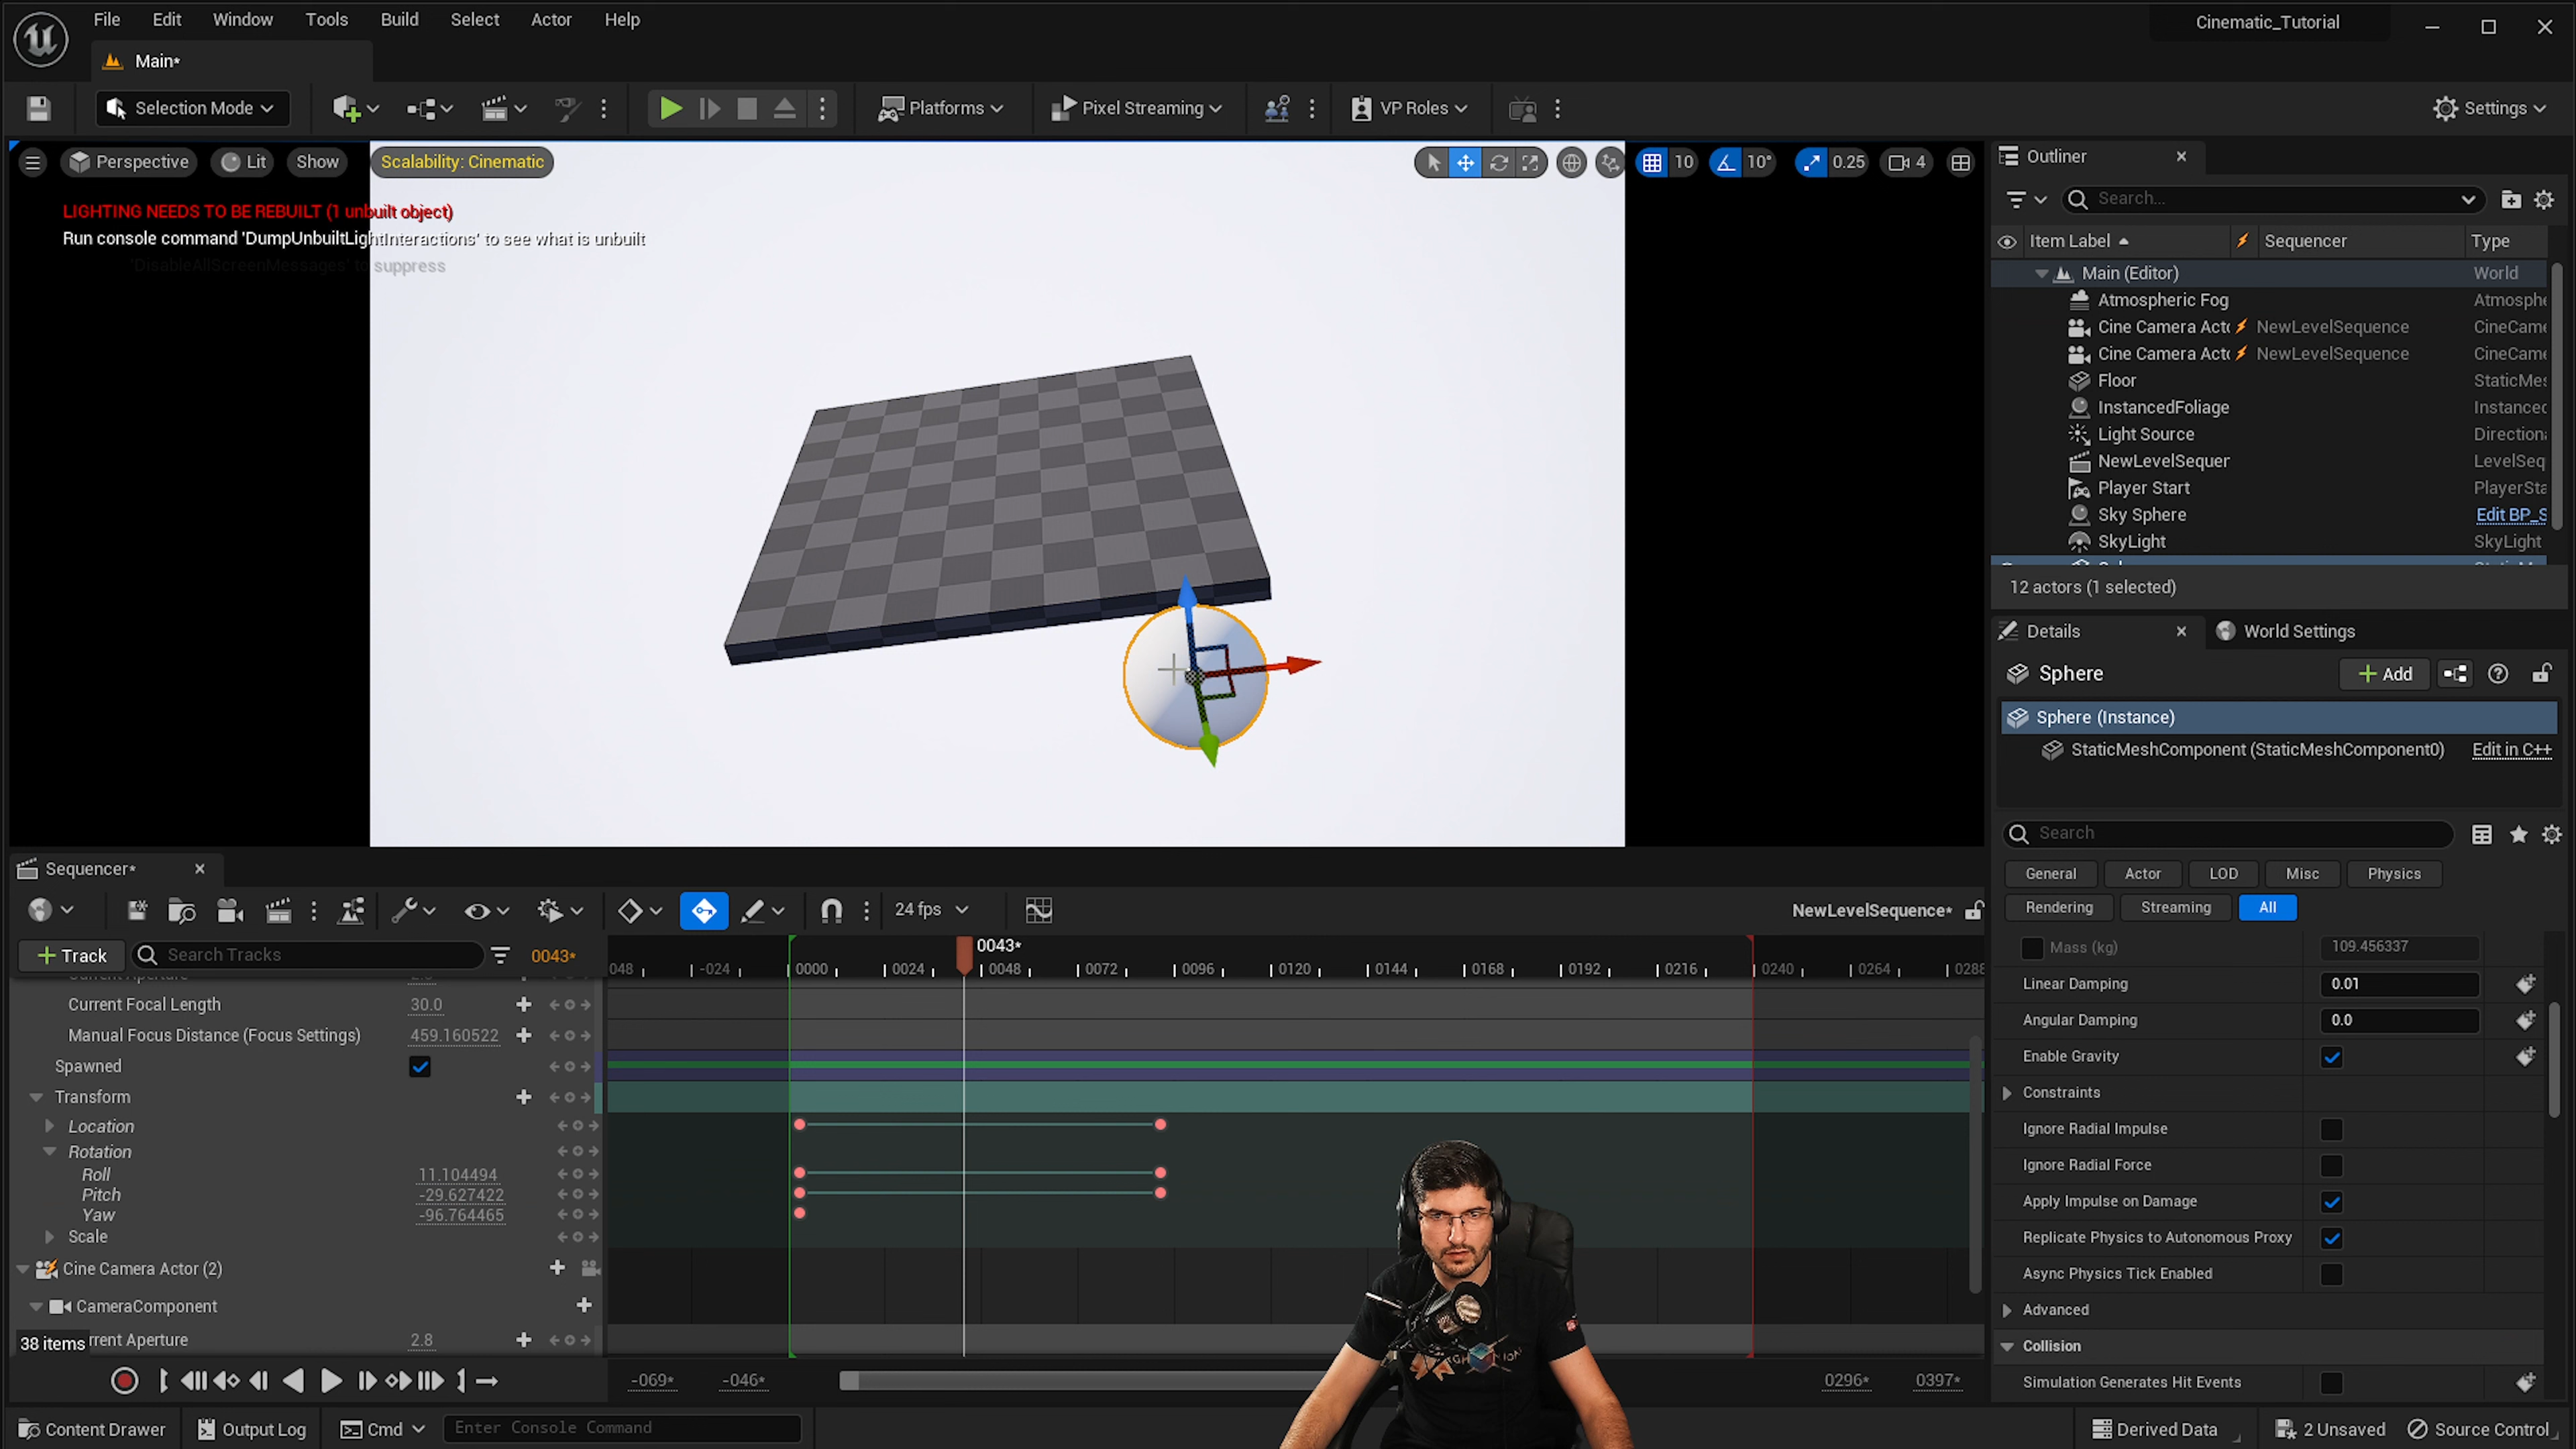 File Edit Window Tools Build Select Actor Help
Cinematic_Tutorial
Main*
Selection Mode
Platforms
Pixel Streaming
VP Roles
Settings
Perspective Lit Show Scalability: Cinematic
10 10° 0.25 4
LIGHTING NEEDS TO BE REBUILT (1 unbuilt object)
Run console command 'DumpUnbuiltLightInteractions' to see what is unbuilt
'DisableAllScreenMessages' to suppress
Outliner
Search...
Item Label Sequencer Type
Main (Editor) World
Atmospheric Fog Atmosphe
Cine Camera Acto NewLevelSequence CineCame
Cine Camera Acto NewLevelSequence CineCame
Floor StaticMes
InstancedFoliage Instanced
Light Source Directiona
NewLevelSequen LevelSeq
Player Start PlayerSta
Sky Sphere Edit BP_S
SkyLight SkyLight
12 actors (1 selected)
Details World Settings
Sphere
Add
Sphere (Instance)
StaticMeshComponent (StaticMeshComponent0) Edit in C++
Search
General Actor LOD Misc Physics
Rendering Streaming All
Mass (kg) 109.456337
Linear Damping 0.01
Angular Damping 0.0
Enable Gravity
Constraints
Ignore Radial Impulse
Ignore Radial Force
Apply Impulse on Damage
Replicate Physics to Autonomous Proxy
Async Physics Tick Enabled
Advanced
Collision
Simulation Generates Hit Events
Sequencer*
24 fps
NewLevelSequence*
Track
Search Tracks
0043*
0043*
048 -024 0000 0024 0048 0072 0096 0120 0144 0168 0192 0216 0240 0264 0288
Current Aperture
Current Focal Length 30.0
Manual Focus Distance (Focus Settings) 459.160522
Spawned
Transform
Location
Rotation
Roll 11.104494
Pitch -29.627422
Yaw -96.764465
Scale
Cine Camera Actor (2)
CameraComponent
38 items
rrent Aperture 2.8
-069* -046* 0296* 0397*
Content Drawer Output Log Cmd Enter Console Command
Derived Data 2 Unsaved Source Control